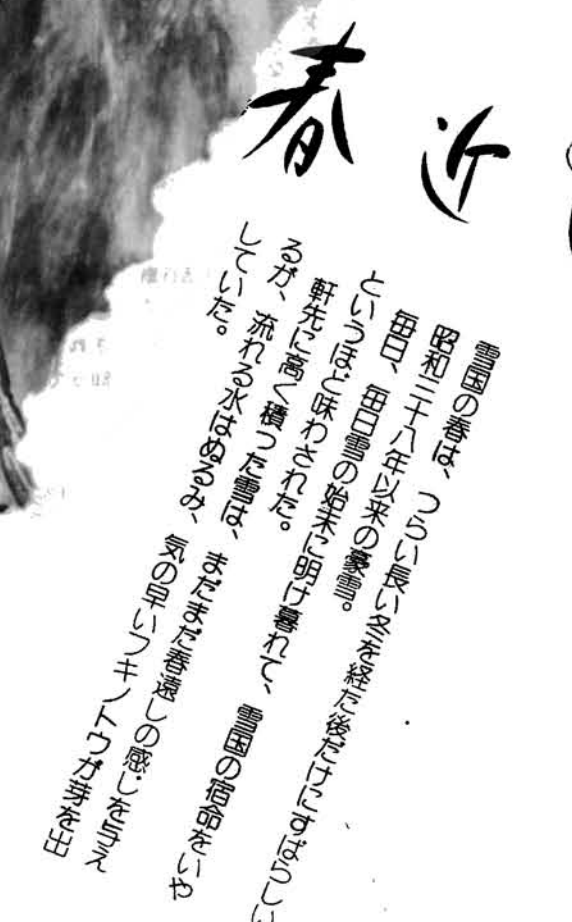 春近
雪国の春は、つらい長い冬を経た後だけにすばらしい
昭和三十八年以来の豪雪。
毎日、毎日雪の始末に明け暮れて、雪国の宿命をいや
というほど味わされた。
軒先に高く積った雪は、まだまだ春遠しの感じを与え
るが、流れる水はぬるみ、気の早いフキノトウが芽を出
していた。